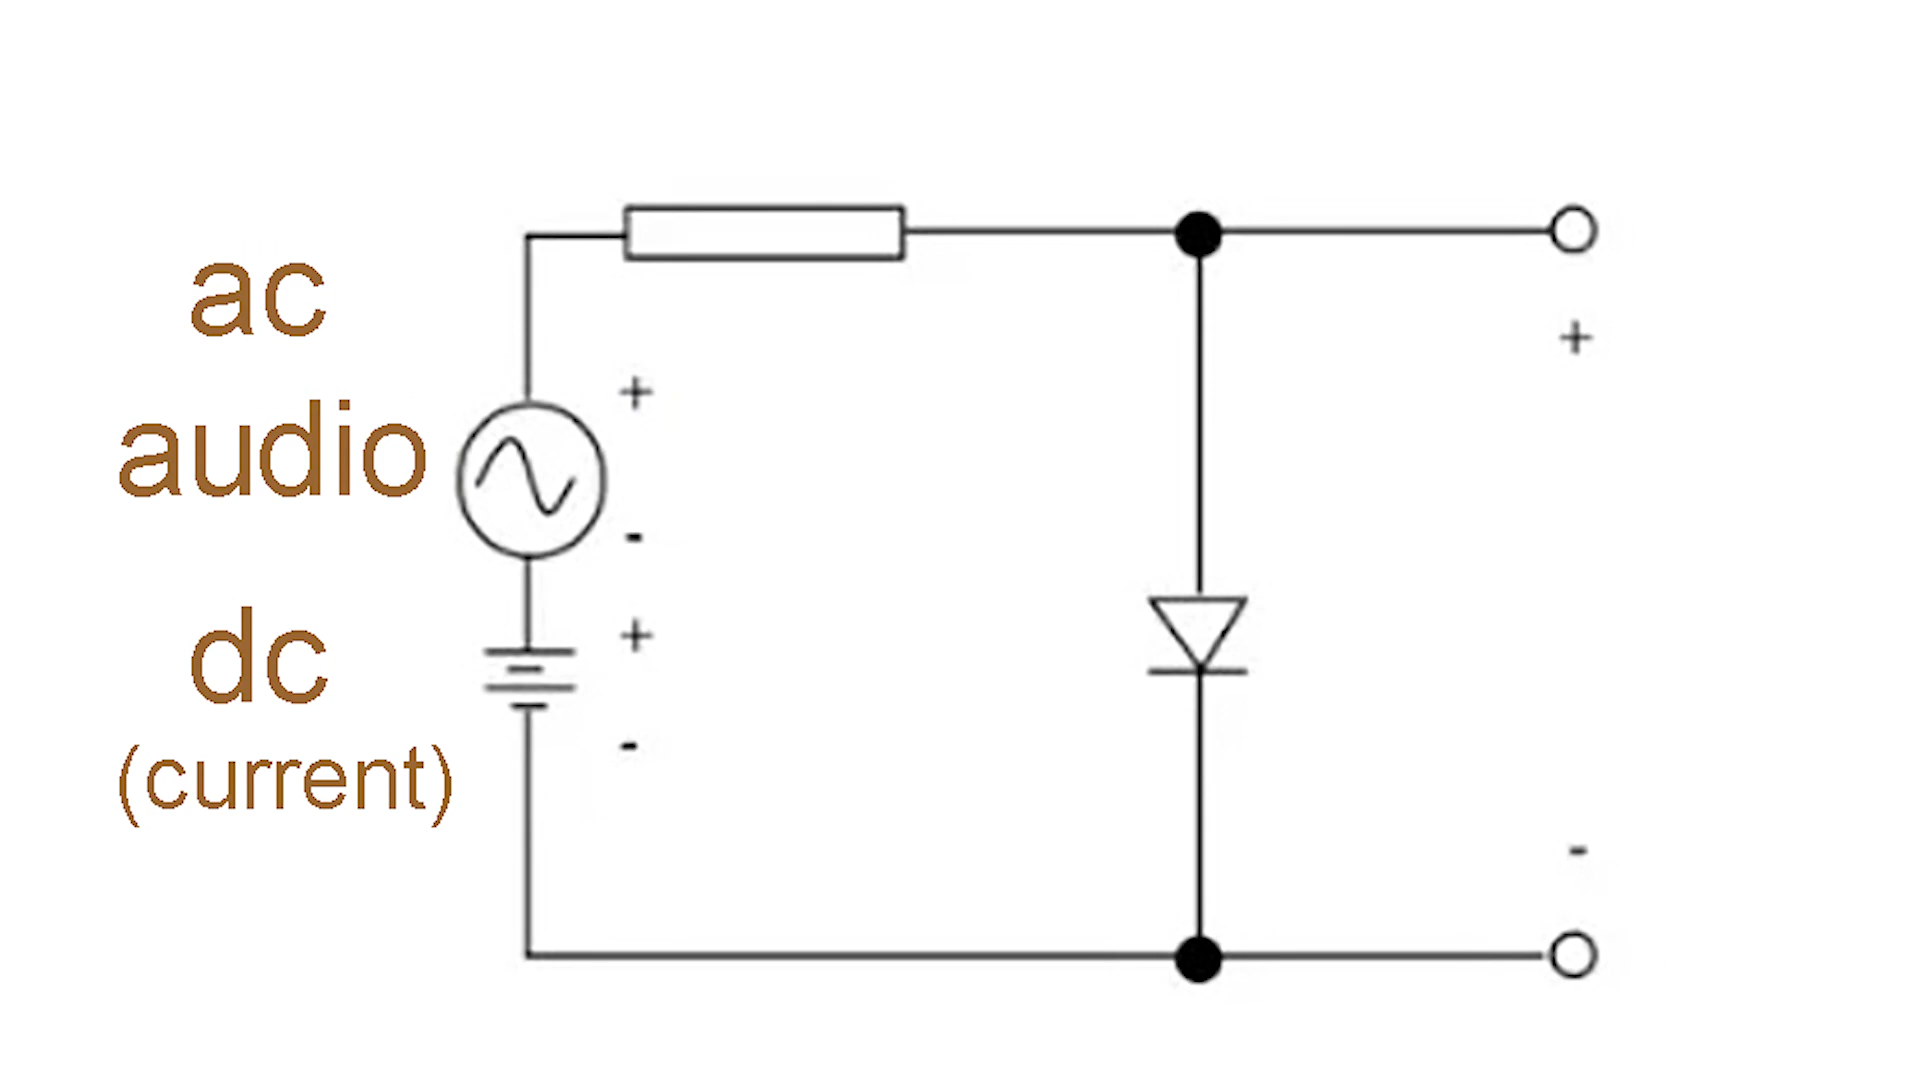 ac
audio
dc
(current)
+
-
+
-
+
-